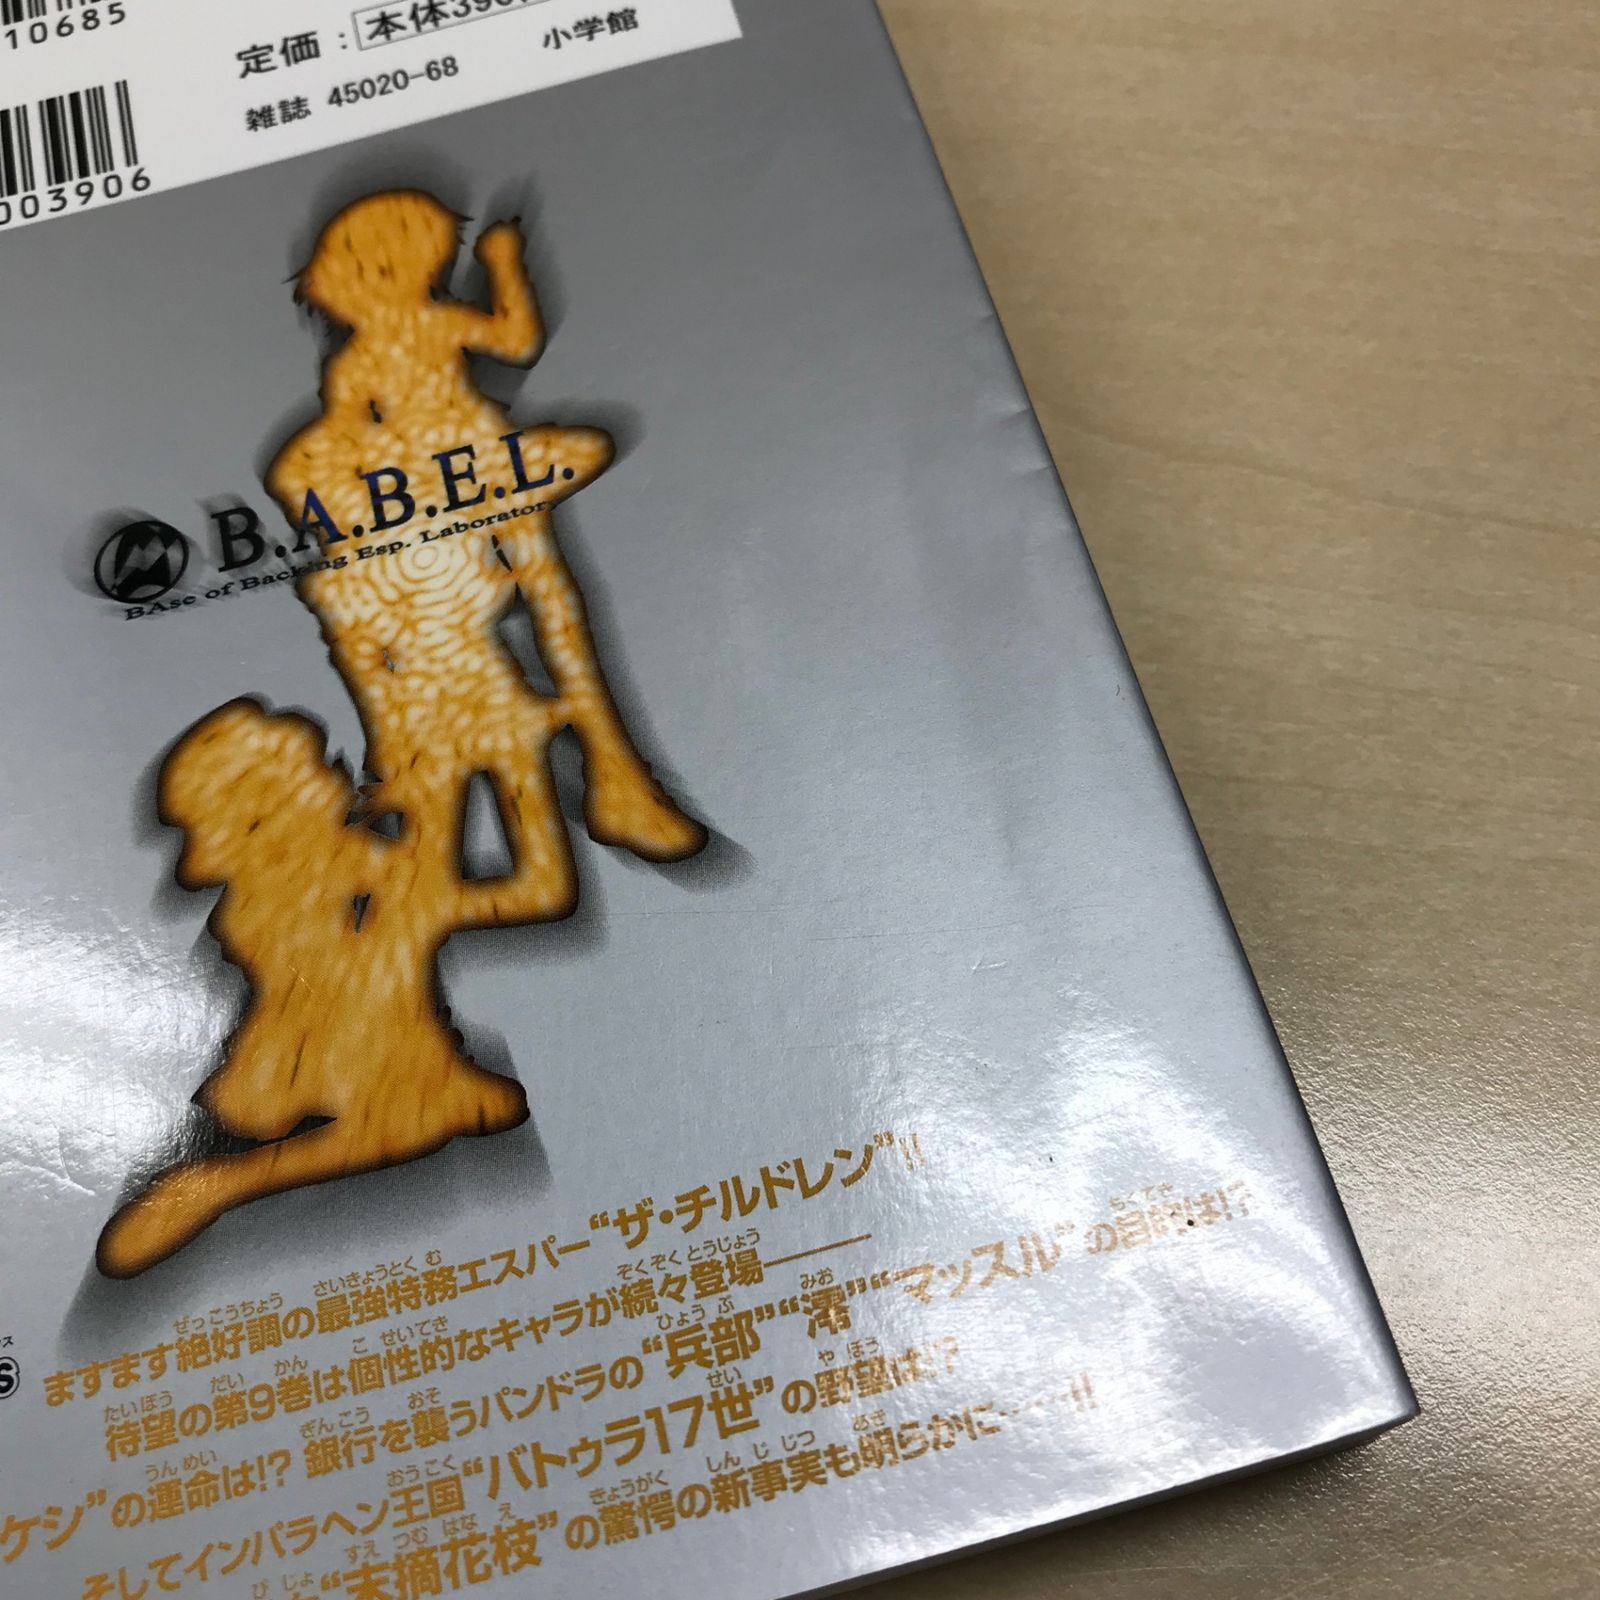 10685
定価：本体390
雑誌 45020-68 小学館
003906
B.A.B.E.L.
BAse of Backing Esp. Laboratory
ますます絶好調の最強特務エスパー“ザ・チルドレン”!!
待望の第9巻は個性的なキャラが続々登場――
ケシ”の運命は!? 銀行を襲うパンドラの“兵部”“澪”“マッスル”の目的は!?
そしてインパラヘン王国“バトゥラ17世”の野望は!?
“末摘花枝”の驚愕の新事実も明らかに……!!